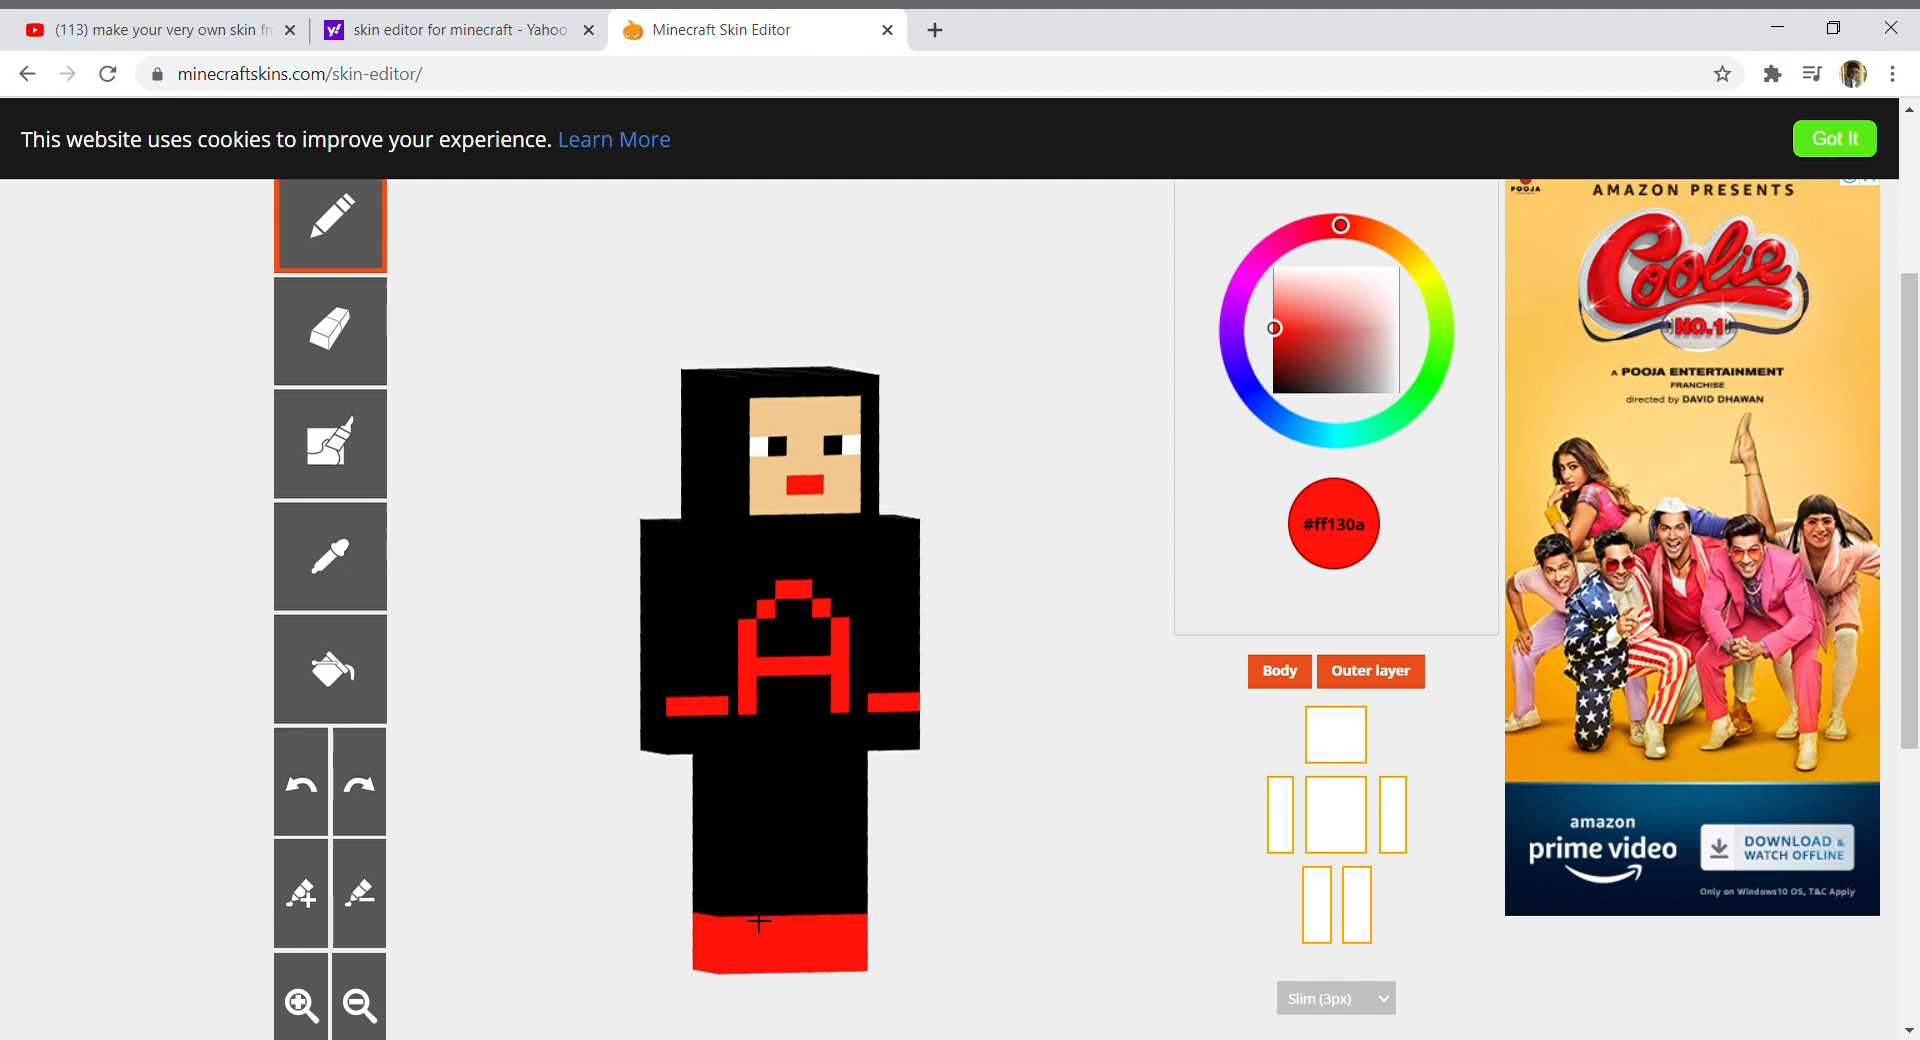 (113) make your very own skin fr
skin editor for minecraft - Yahoo
Minecraft Skin Editor
minecraftskins.com/skin-editor/
This website uses cookies to improve your experience. Learn More
Got It
POOJA
AMAZON PRESENTS
Coolie
NO.1
A POOJA ENTERTAINMENT
FRANCHISE
directed by DAVID DHAWAN
#ff130a
A
Body
Outer layer
amazon
prime video
DOWNLOAD &
WATCH OFFLINE
Only on Windows10 OS, T&C Apply
Slim (3px)